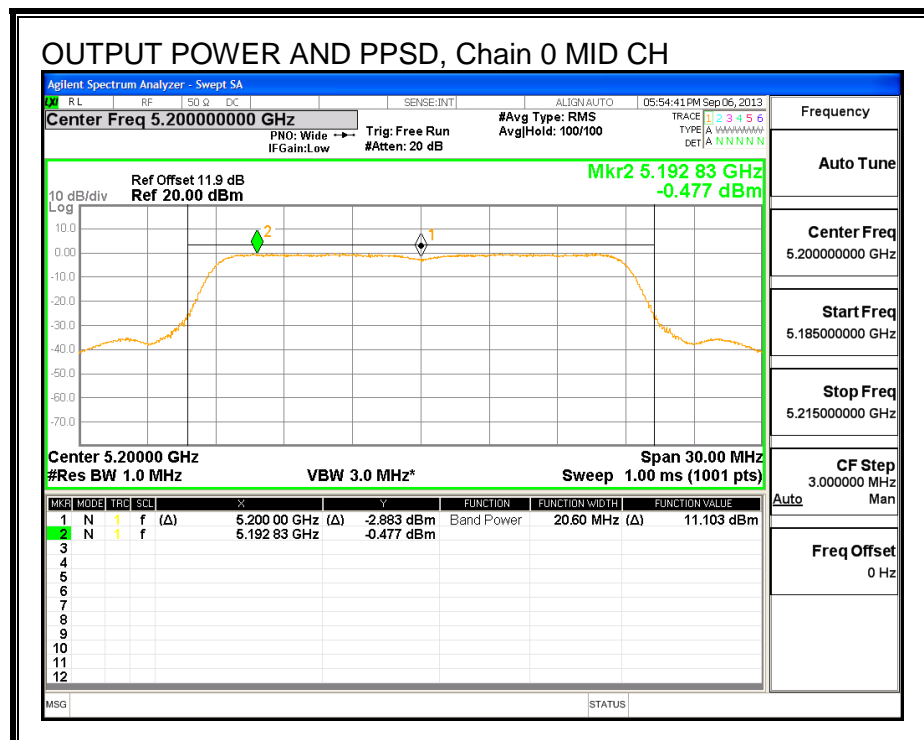 OUTPUT POWER AND PPSD, Chain 0 MID CH
Agilent Spectrum Analyzer - Swept SA
LXI RL RF 50 Ω DC SENSE:INT ALIGN AUTO 05:54:41 PM Sep 06, 2013
Center Freq 5.200000000 GHz
PNO: Wide
IFGain:Low
Trig: Free Run
#Atten: 20 dB
#Avg Type: RMS
Avg|Hold: 100/100
TRACE 1 2 3 4 5 6
TYPE A WWWWW
DET A N N N N N
Mkr2 5.192 83 GHz
-0.477 dBm
Ref Offset 11.9 dB
10 dB/div Ref 20.00 dBm
Log
10.0
0.00
-10.0
-20.0
-30.0
-40.0
-50.0
-60.0
-70.0
2
1
Center 5.20000 GHz Span 30.00 MHz
#Res BW 1.0 MHz VBW 3.0 MHz* Sweep 1.00 ms (1001 pts)
MKR MODE TRC SCL X Y FUNCTION FUNCTION WIDTH FUNCTION VALUE
1 N 1 f (Δ) 5.200 00 GHz (Δ) -2.883 dBm Band Power 20.60 MHz (Δ) 11.103 dBm
2 N 1 f 5.192 83 GHz -0.477 dBm
3
4
5
6
7
8
9
10
11
12
MSG STATUS
Frequency
Auto Tune
Center Freq
5.200000000 GHz
Start Freq
5.185000000 GHz
Stop Freq
5.215000000 GHz
CF Step
3.000000 MHz
Auto Man
Freq Offset
0 Hz